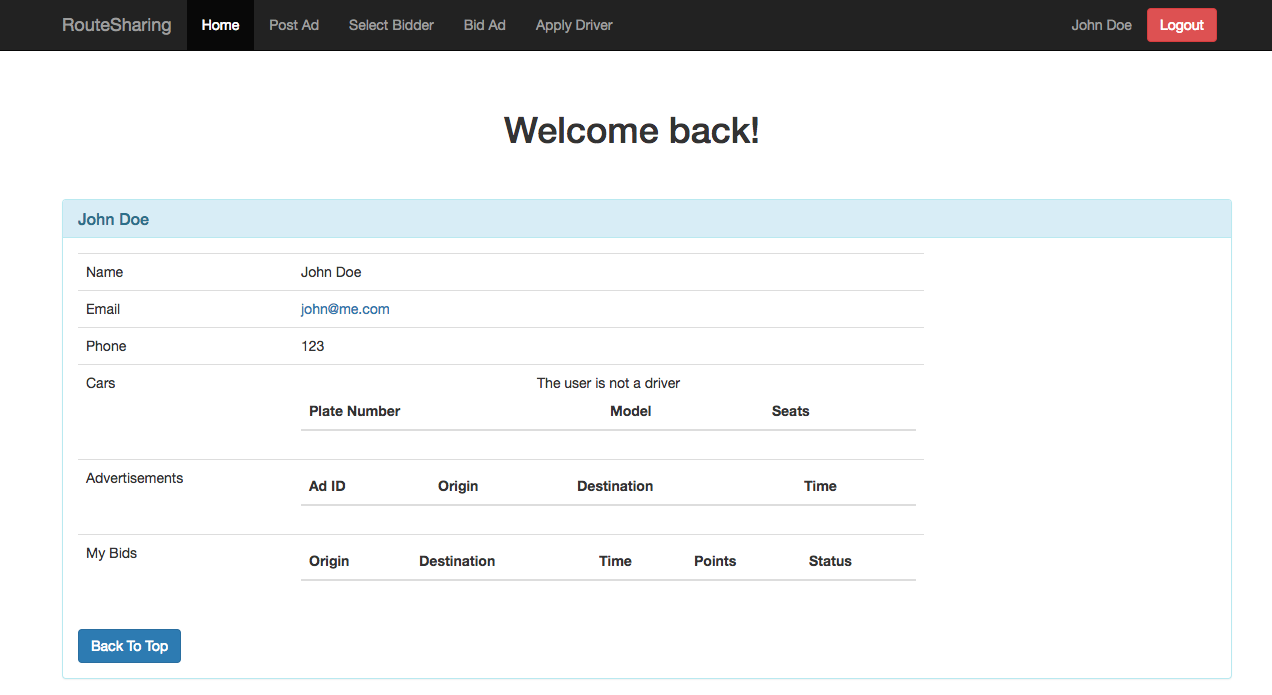 RouteSharing Home Post Ad Select Bidder Bid Ad Apply Driver John Doe Logout
Welcome back!
John Doe
Name John Doe
Email john@me.com
Phone 123
Cars The user is not a driver
Plate Number Model Seats
Advertisements
Ad ID Origin Destination Time
My Bids
Origin Destination Time Points Status
Back To Top